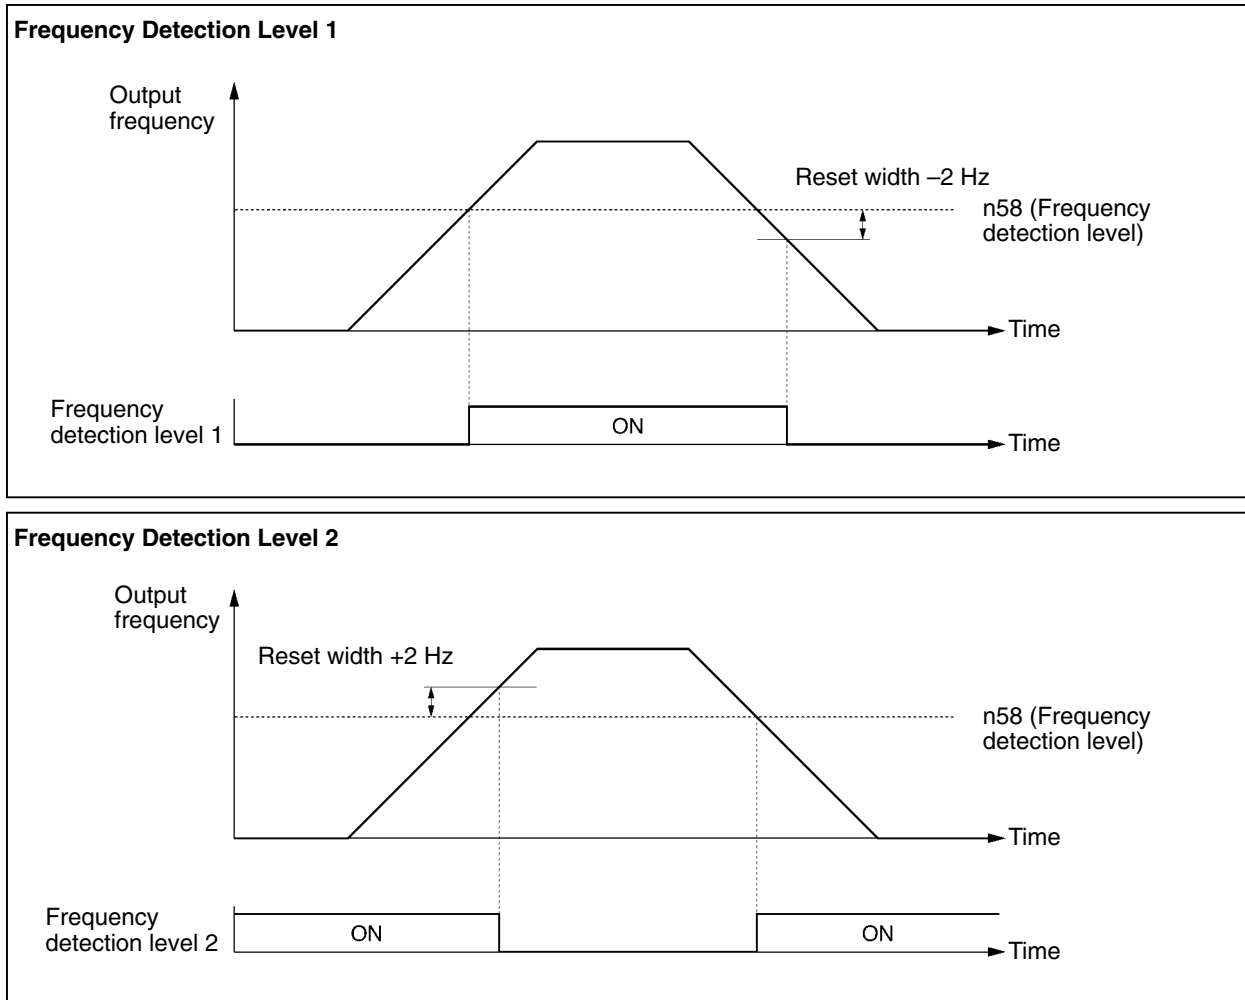 Frequency Detection Level 1
Output
frequency
Reset width –2 Hz
n58 (Frequency
detection level)
Time
Frequency
detection level 1
ON
Time
Frequency Detection Level 2
Output
frequency
Reset width +2 Hz
n58 (Frequency
detection level)
Time
Frequency
detection level 2
ON
ON
Time